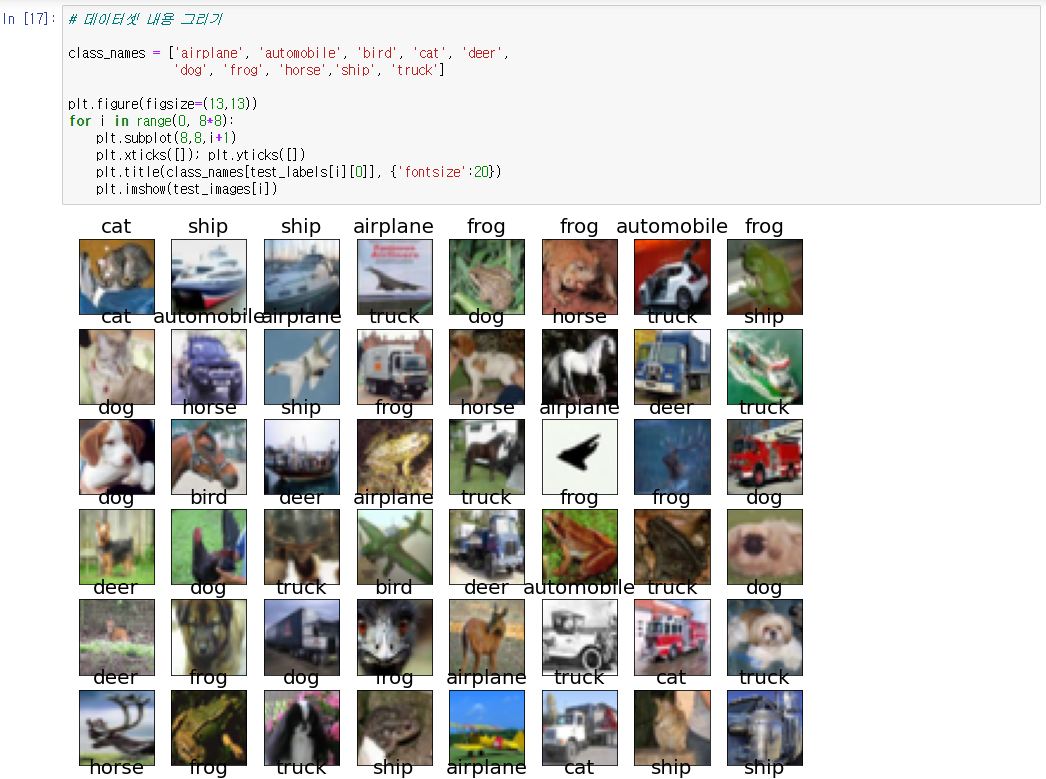 In [17]:
# 데이터셋 내용 그리기
class_names = ['airplane', 'automobile', 'bird', 'cat', 'deer',
'dog', 'frog', 'horse','ship', 'truck']
plt.figure(figsize=(13,13))
for i in range(0, 8*8):
plt.subplot(8,8,i+1)
plt.xticks([]); plt.yticks([])
plt.title(class_names[test_labels[i][0]], {'fontsize':20})
plt.imshow(test_images[i])
cat ship ship airplane frog frog automobile frog
cat automobile airplane truck dog horse truck ship
dog horse ship frog horse airplane deer truck
dog bird deer airplane truck frog frog dog
deer dog truck bird deer automobile truck dog
deer frog dog frog airplane truck cat truck
horse frog truck ship airplane cat ship ship